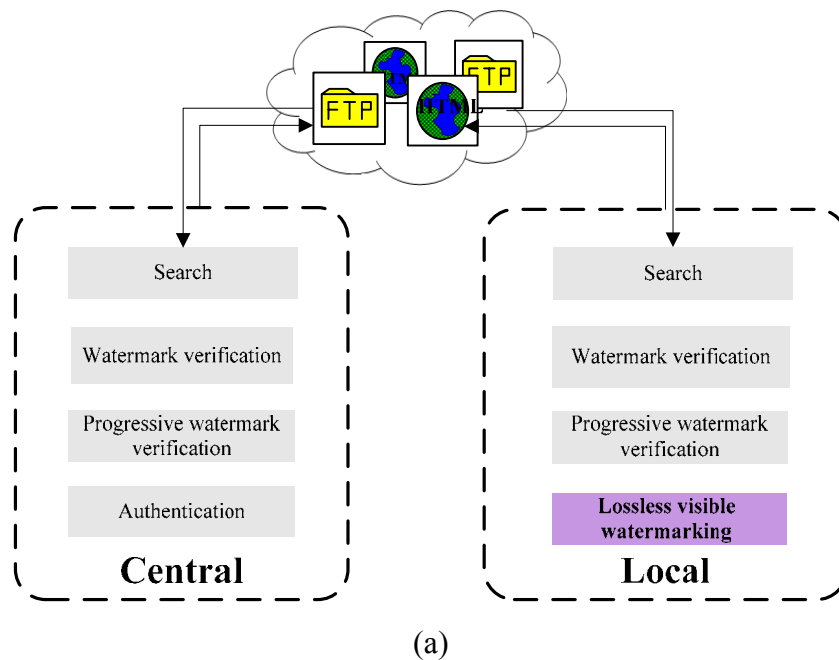 FTP
HTML
FTP
Search
Watermark verification
Progressive watermark
verification
Authentication
Central
Search
Watermark verification
Progressive watermark
verification
Lossless visible
watermarking
Local
(a)